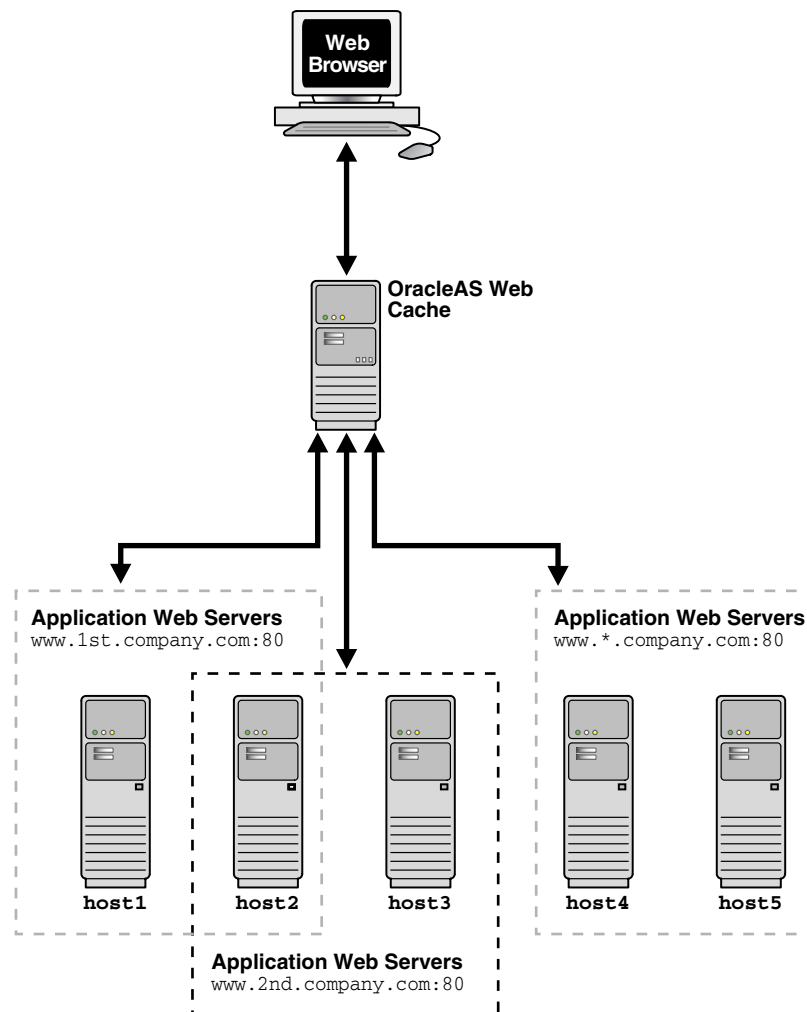 Web
Browser
OracleAS Web
Cache
Application Web Servers
www.1st.company.com:80
Application Web Servers
www.*.company.com:80
host1
host2
host3
host4
host5
Application Web Servers
www.2nd.company.com:80